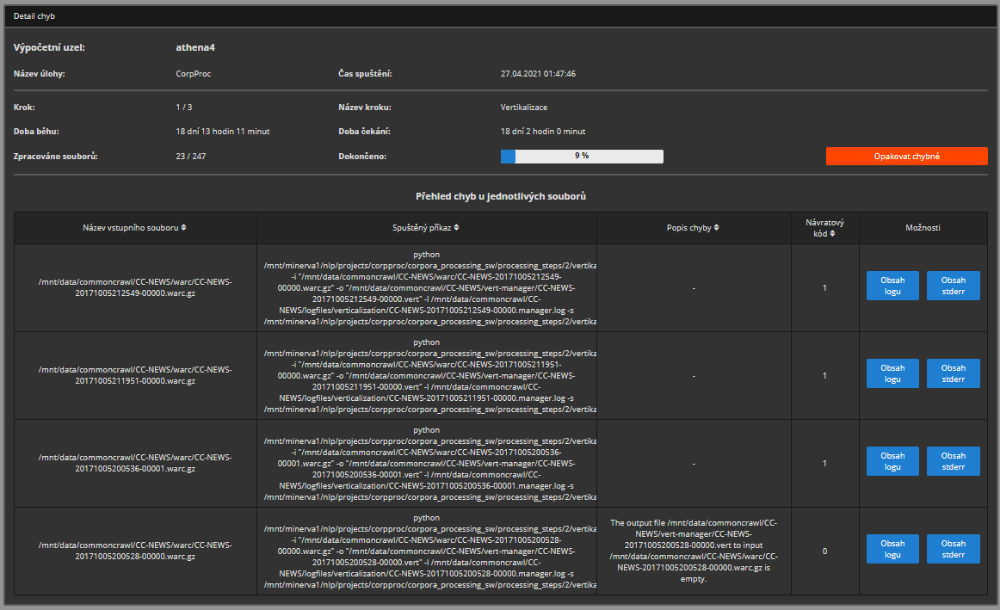 Detail chyb
Výpočetní uzel: athena4
Název úlohy: CorpProc Čas spuštění: 27.04.2021 01:47:46
Krok: 1 / 3 Název kroku: Vertikalizace
Doba běhu: 18 dní 13 hodin 11 minut Doba čekání: 18 dní 2 hodin 0 minut
Zpracováno souborů: 23 / 247 Dokončeno: 9 % Opakovat chybné
Přehled chyb u jednotlivých souborů
Název vstupního souboru Spuštěný příkaz Popis chyby Návratový kód Možnosti
/mnt/data/commoncrawl/CC-NEWS/warc/CC-NEWS-
20171005212549-00000.warc.gz
python
/mnt/minerva1/nlp/projects/corpproc/corpora_processing_sw/processing_steps/2/vertika
-i "/mnt/data/commoncrawl/CC-NEWS/warc/CC-NEWS-20171005212549-
00000.warc.gz" -o "/mnt/data/commoncrawl/CC-NEWS/vert-manager/CC-NEWS-
20171005212549-00000.vert" -l /mnt/data/commoncrawl/CC-
NEWS/logfiles/verticalization/CC-NEWS-20171005212549-00000.manager.log -s
/mnt/minerva1/nlp/projects/corpproc/corpora_processing_sw/processing_steps/2/vertika
-
1
Obsah
logu
Obsah
stderr
/mnt/data/commoncrawl/CC-NEWS/warc/CC-NEWS-
20171005211951-00000.warc.gz
python
/mnt/minerva1/nlp/projects/corpproc/corpora_processing_sw/processing_steps/2/vertika
-i "/mnt/data/commoncrawl/CC-NEWS/warc/CC-NEWS-20171005211951-
00000.warc.gz" -o "/mnt/data/commoncrawl/CC-NEWS/vert-manager/CC-NEWS-
20171005211951-00000.vert" -l /mnt/data/commoncrawl/CC-
NEWS/logfiles/verticalization/CC-NEWS-20171005211951-00000.manager.log -s
/mnt/minerva1/nlp/projects/corpproc/corpora_processing_sw/processing_steps/2/vertika
-
1
Obsah
logu
Obsah
stderr
/mnt/data/commoncrawl/CC-NEWS/warc/CC-NEWS-
20171005200536-00001.warc.gz
python
/mnt/minerva1/nlp/projects/corpproc/corpora_processing_sw/processing_steps/2/vertika
-i "/mnt/data/commoncrawl/CC-NEWS/warc/CC-NEWS-20171005200536-
00001.warc.gz" -o "/mnt/data/commoncrawl/CC-NEWS/vert-manager/CC-NEWS-
20171005200536-00001.vert" -l /mnt/data/commoncrawl/CC-
NEWS/logfiles/verticalization/CC-NEWS-20171005200536-00001.manager.log -s
/mnt/minerva1/nlp/projects/corpproc/corpora_processing_sw/processing_steps/2/vertika
-
1
Obsah
logu
Obsah
stderr
/mnt/data/commoncrawl/CC-NEWS/warc/CC-NEWS-
20171005200528-00000.warc.gz
python
/mnt/minerva1/nlp/projects/corpproc/corpora_processing_sw/processing_steps/2/vertika
-i "/mnt/data/commoncrawl/CC-NEWS/warc/CC-NEWS-20171005200528-
00000.warc.gz" -o "/mnt/data/commoncrawl/CC-NEWS/vert-manager/CC-NEWS-
20171005200528-00000.vert" -l /mnt/data/commoncrawl/CC-
NEWS/logfiles/verticalization/CC-NEWS-20171005200528-00000.manager.log -s
/mnt/minerva1/nlp/projects/corpproc/corpora_processing_sw/processing_steps/2/vertika
The output file /mnt/data/commoncrawl/CC-
NEWS/vert-manager/CC-NEWS-
20171005200528-00000.vert to input
/mnt/data/commoncrawl/CC-NEWS/warc/CC-
NEWS-20171005200528-00000.warc.gz is
empty.
0
Obsah
logu
Obsah
stderr